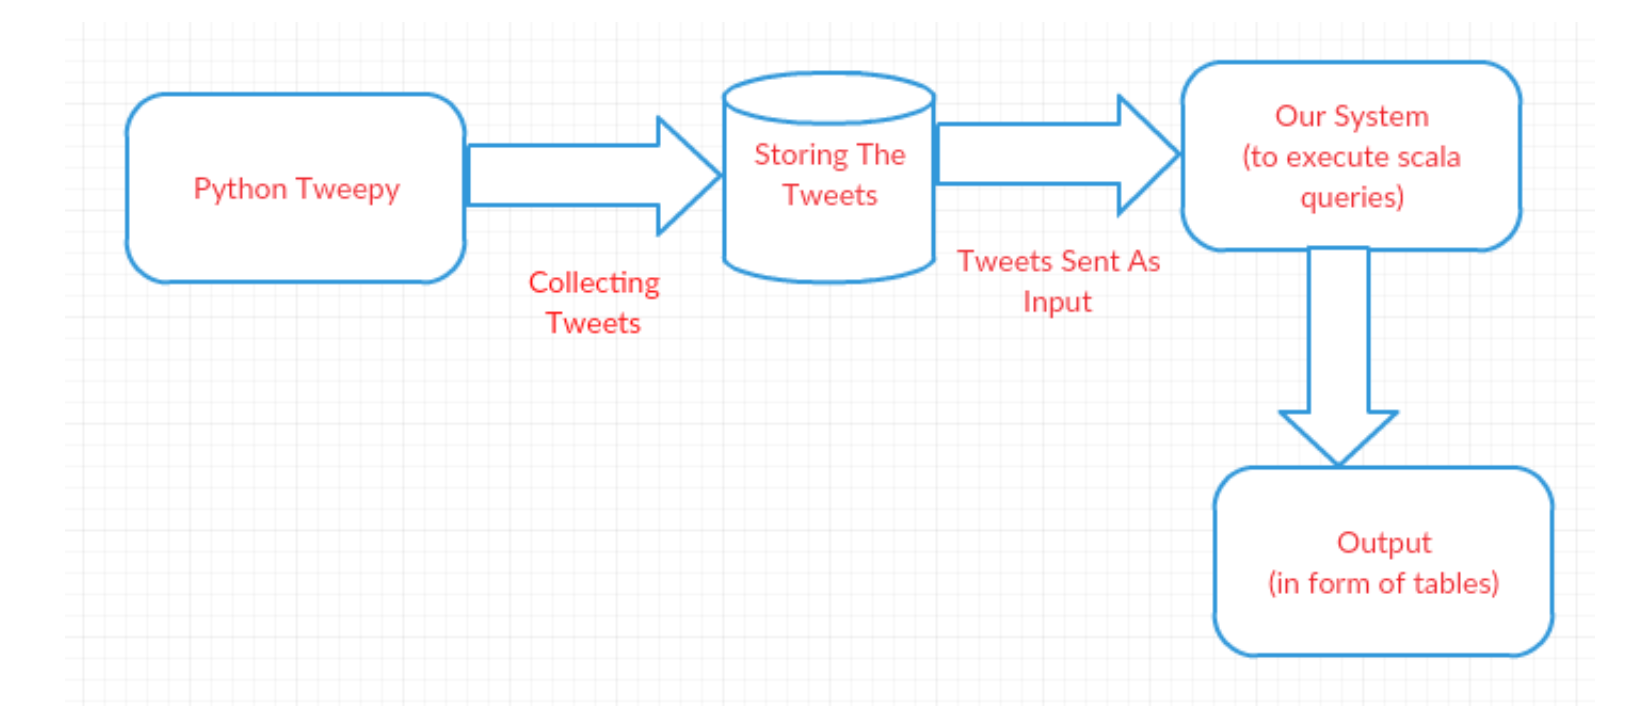 Python Tweepy
Collecting
Tweets
Storing The
Tweets
Tweets Sent As
Input
Our System
(to execute scala
queries)
Output
(in form of tables)